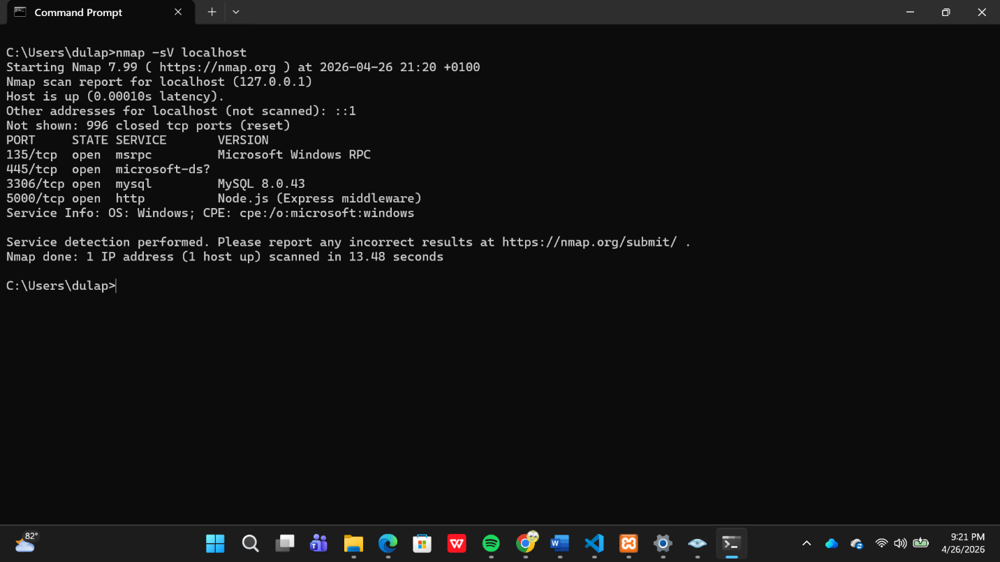 Command Prompt
C:\Users\dulap>nmap -sV localhost
Starting Nmap 7.99 ( https://nmap.org ) at 2026-04-26 21:20 +0100
Nmap scan report for localhost (127.0.0.1)
Host is up (0.00010s latency).
Other addresses for localhost (not scanned): ::1
Not shown: 996 closed tcp ports (reset)
PORT     STATE SERVICE       VERSION
135/tcp  open  msrpc         Microsoft Windows RPC
445/tcp  open  microsoft-ds?
3306/tcp open  mysql         MySQL 8.0.43
5000/tcp open  http          Node.js (Express middleware)
Service Info: OS: Windows; CPE: cpe:/o:microsoft:windows
Service detection performed. Please report any incorrect results at https://nmap.org/submit/ .
Nmap done: 1 IP address (1 host up) scanned in 13.48 seconds
C:\Users\dulap>
82°
9:21 PM
4/26/2026